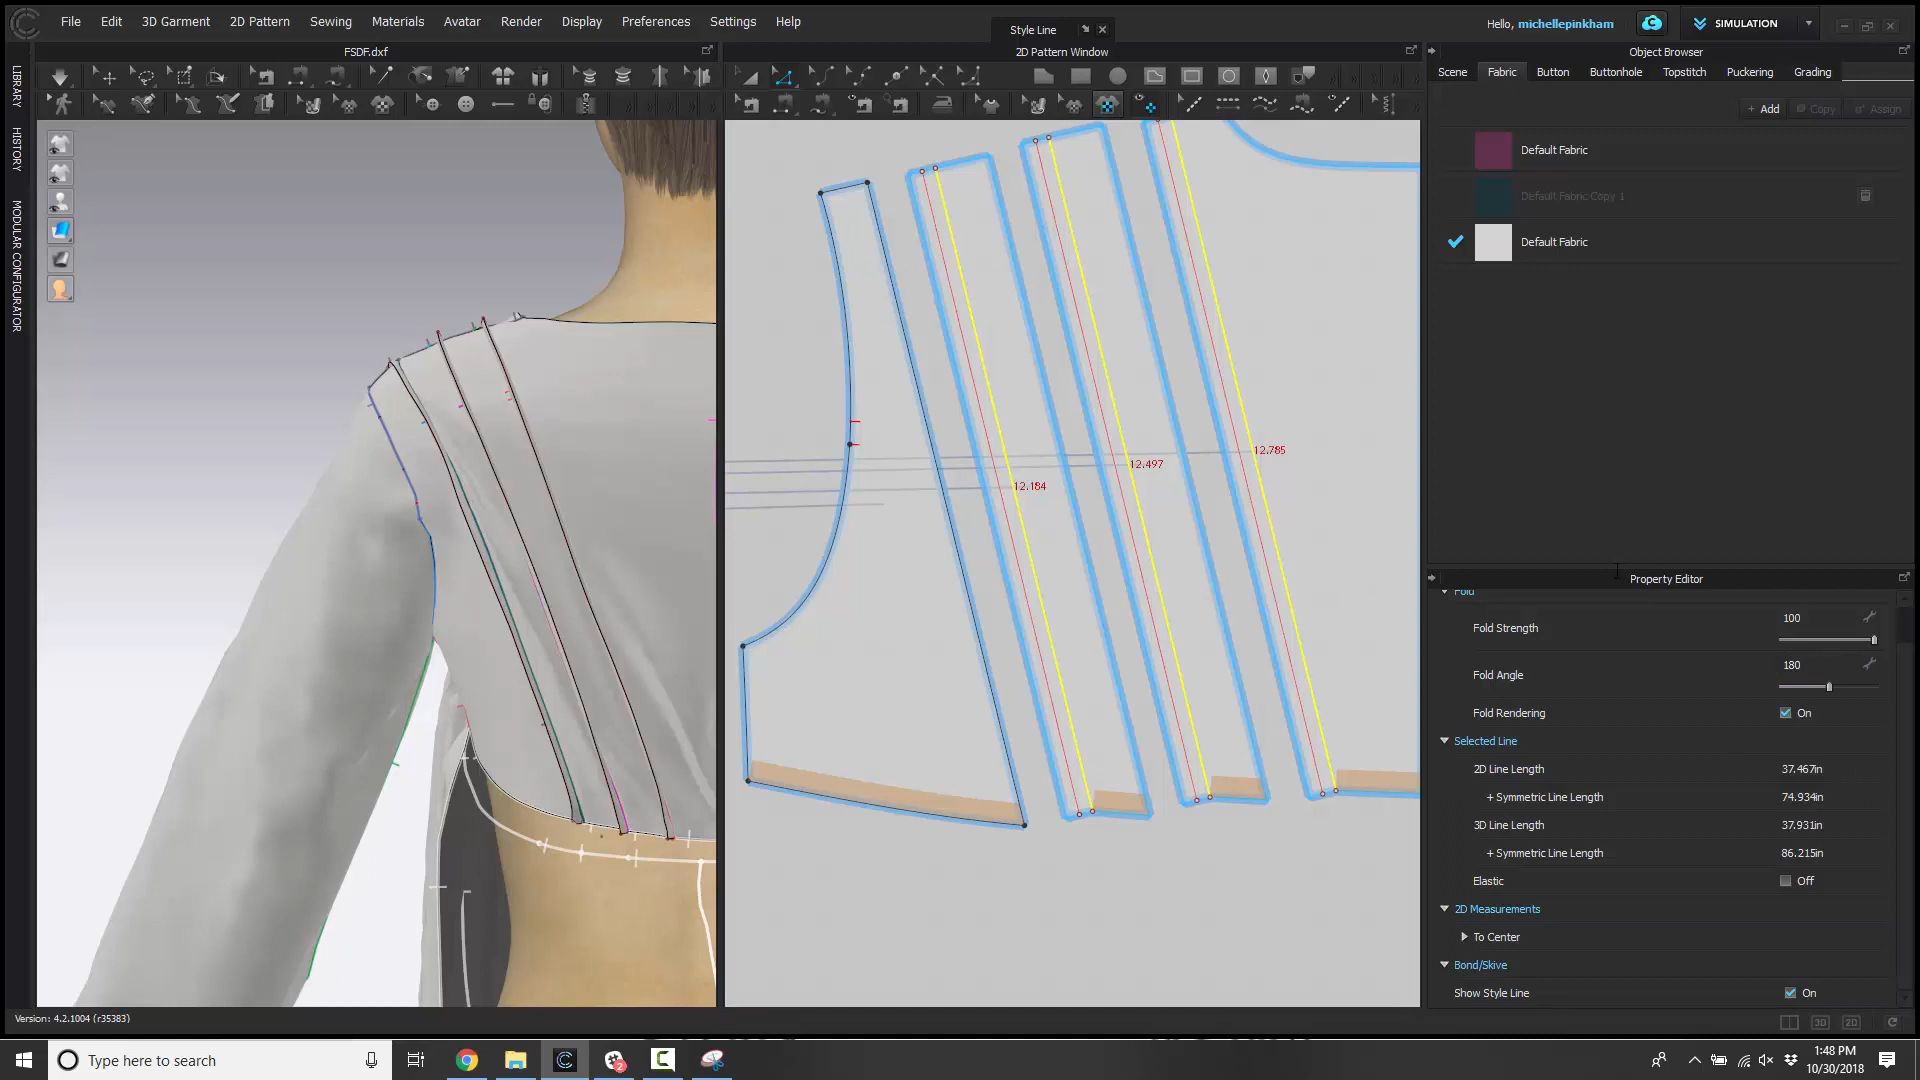 File Edit 3D Garment 2D Pattern Sewing Materials Avatar Render Display Preferences Settings Help
Style Line
Hello, michellepinkham
SIMULATION
FSDF.dxf
2D Pattern Window
Object Browser
LIBRARY
HISTORY
MODULAR CONFIGURATOR
Scene Fabric Button Buttonhole Topstitch Puckering Grading
+ Add Copy Assign
Default Fabric
Default Fabric Copy 1
Default Fabric
12.785
12.497
12.184
Property Editor
Fold
Fold Strength 100
Fold Angle 180
Fold Rendering On
Selected Line
2D Line Length 37.467in
+ Symmetric Line Length 74.934in
3D Line Length 37.931in
+ Symmetric Line Length 86.215in
Elastic Off
2D Measurements
To Center
Bond/Skive
Show Style Line On
Version: 4.2.1004 (r35383)
3D 2D
Type here to search
2
1:48 PM
10/30/2018